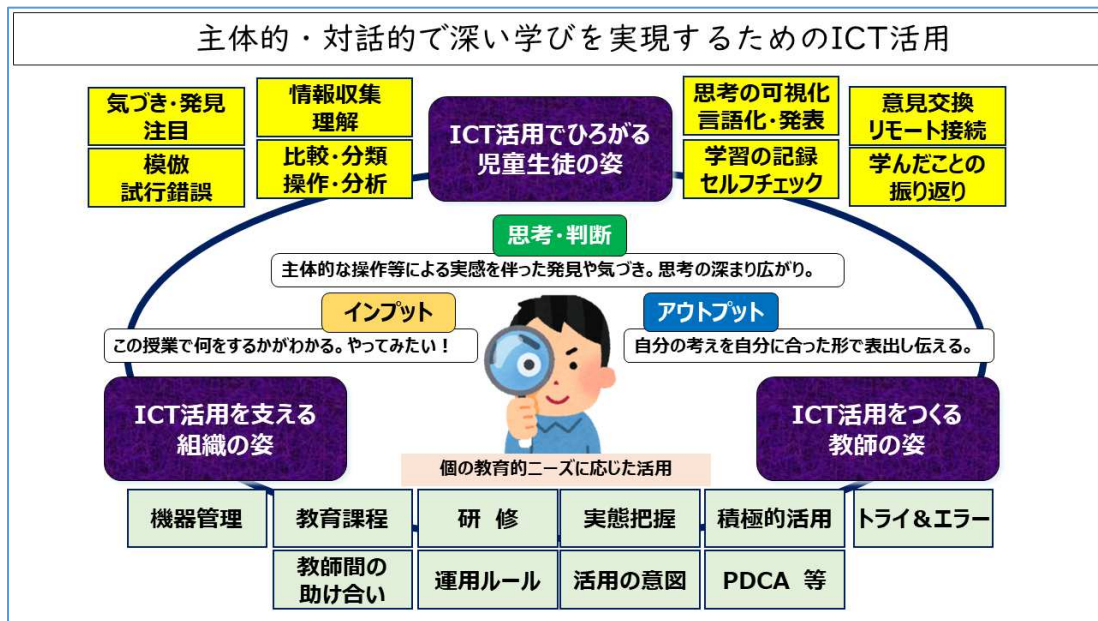 主体的・対話的で深い学びを実現するためのICT活用
気づき・発見
注目
情報収集
理解
模倣
試行錯誤
比較・分類
操作・分析
ICT活用でひろがる
児童生徒の姿
思考の可視化
言語化・発表
意見交換
リモート接続
学習の記録
セルフチェック
学んだことの
振り返り
思考・判断
主体的な操作等による実感を伴った発見や気づき。思考の深まり広がり。
インプット
この授業で何をするかがわかる。やってみたい！
アウトプット
自分の考えを自分に合った形で表出し伝える。
ICT活用を支える
組織の姿
ICT活用をつくる
教師の姿
個の教育的ニーズに応じた活用
機器管理
教育課程
研 修
実態把握
積極的活用
トライ＆エラー
教師間の
助け合い
運用ルール
活用の意図
PDCA 等